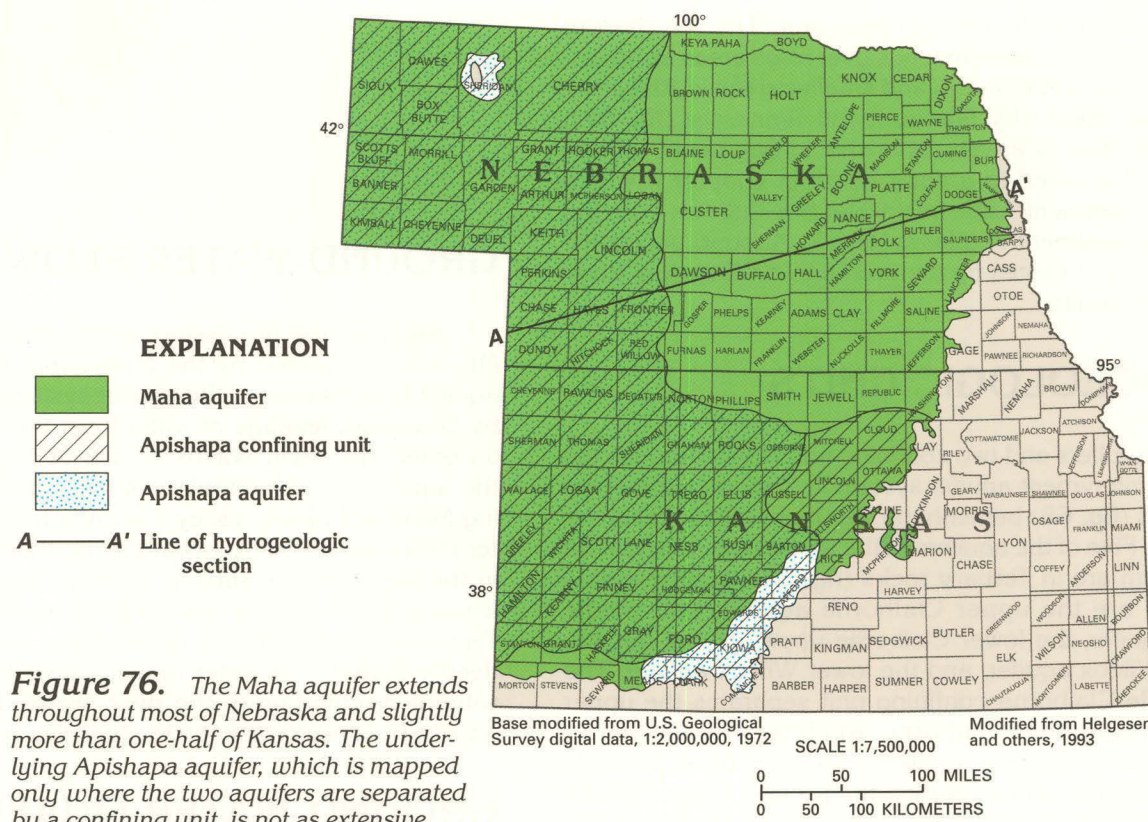 100°
KEYA PAHA BOYD
DAWES
SIOUX SHERIDAN CHERRY
KNOX CEDAR
DIXON
DAKOTA
BROWN ROCK HOLT
BOX
BUTTE
ANTELOPE PIERCE
WAYNE THURSTON
42°
SCOTTS
BLUFF MORRILL GRANT HOOKER THOMAS BLAINE LOUP GARFIELD WHEELER
MADISON STANTON CUMING BURT
NEBRASKA
BANNER GARDEN ARTHUR MCPHERSON LOGAN
CUSTER VALLEY GREELEY BOONE PLATTE COLFAX DODGE
A'
KIMBALL CHEYENNE DEUEL KEITH LINCOLN
SHERMAN HOWARD NANCE MERRICK POLK BUTLER SAUNDERS DOUGLAS
SARPY
PERKINS DAWSON BUFFALO HALL HAMILTON YORK SEWARD LANCASTER CASS
OTOE
CHASE HAYES FRONTIER GOSPER PHELPS KEARNEY ADAMS CLAY FILLMORE SALINE
JOHNSON NEMAHA
A
DUNDY HITCHCOCK RED
WILLOW FURNAS HARLAN FRANKLIN WEBSTER NUCKOLLS THAYER JEFFERSON GAGE PAWNEE RICHARDSON
95°
EXPLANATION
Maha aquifer
Apishapa confining unit
Apishapa aquifer
A A' Line of hydrogeologic
section
CHEYENNE RAWLINS DECATUR NORTON PHILLIPS SMITH JEWELL REPUBLIC WASHINGTON MARSHALL NEMAHA BROWN DONIPHAN
SHERMAN THOMAS SHERIDAN GRAHAM ROOKS OSBORNE MITCHELL CLOUD CLAY RILEY POTTAWATOMIE JACKSON ATCHISON
JEFFERSON LEAVENWORTH WYAN-
DOTTE
WALLACE LOGAN GOVE TREGO ELLIS RUSSELL LINCOLN OTTAWA
DICKINSON GEARY WABAUNSEE SHAWNEE DOUGLAS JOHNSON
KANSAS
GREELEY WICHITA SCOTT LANE NESS RUSH BARTON ELLSWORTH SALINE MORRIS OSAGE FRANKLIN MIAMI
RICE MCPHERSON MARION CHASE LYON COFFEY ANDERSON LINN
38°
HAMILTON KEARNY FINNEY HODGEMAN PAWNEE STAFFORD
EDWARDS RENO HARVEY GREENWOOD WOODSON ALLEN BOURBON
STANTON GRANT HASKELL GRAY FORD KIOWA PRATT KINGMAN SEDGWICK BUTLER ELK WILSON NEOSHO CRAWFORD
MORTON STEVENS SEWARD MEADE CLARK COMANCHE BARBER HARPER SUMNER COWLEY CHAUTAUQUA MONTGOMERY LABETTE CHEROKEE
Base modified from U.S. Geological
Survey digital data, 1:2,000,000, 1972
SCALE 1:7,500,000
Modified from Helgesen
and others, 1993
0 50 100 MILES
0 50 100 KILOMETERS
Figure 76. The Maha aquifer extends
throughout most of Nebraska and slightly
more than one-half of Kansas. The under-
lying Apishapa aquifer, which is mapped
only where the two aquifers are separated
by a confining unit, is not as extensive.